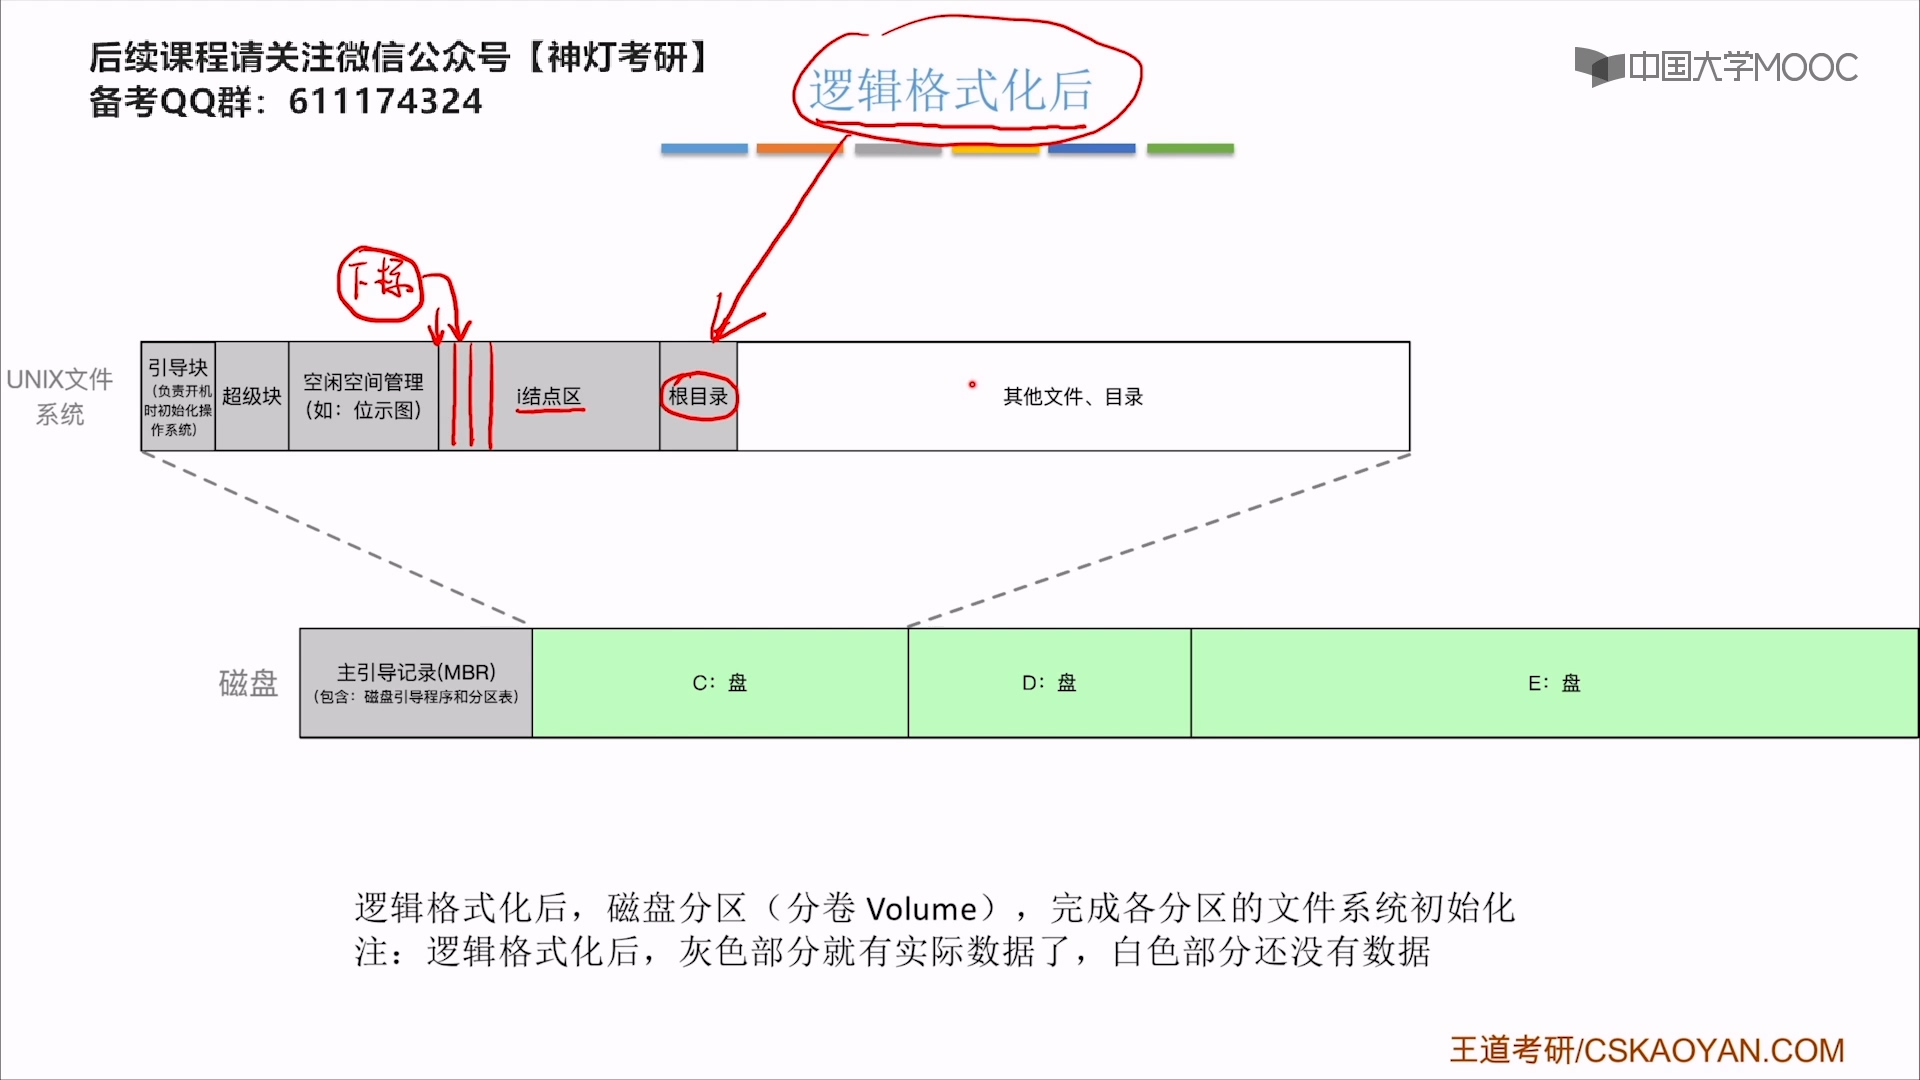 后续课程请关注微信公众号【神灯考研】
备考QQ群：611174324
逻辑格式化后
中国大学MOOC
下标
UNIX文件
系统
引导块
（负责开机
时初始化操
作系统）
超级块
空闲空间管理
（如：位示图）
i结点区
根目录
其他文件、目录
磁盘
主引导记录(MBR)
（包含：磁盘引导程序和分区表）
C：盘
D：盘
E：盘
逻辑格式化后，磁盘分区（分卷 Volume），完成各分区的文件系统初始化
注：逻辑格式化后，灰色部分就有实际数据了，白色部分还没有数据
王道考研/CSKAOYAN.COM